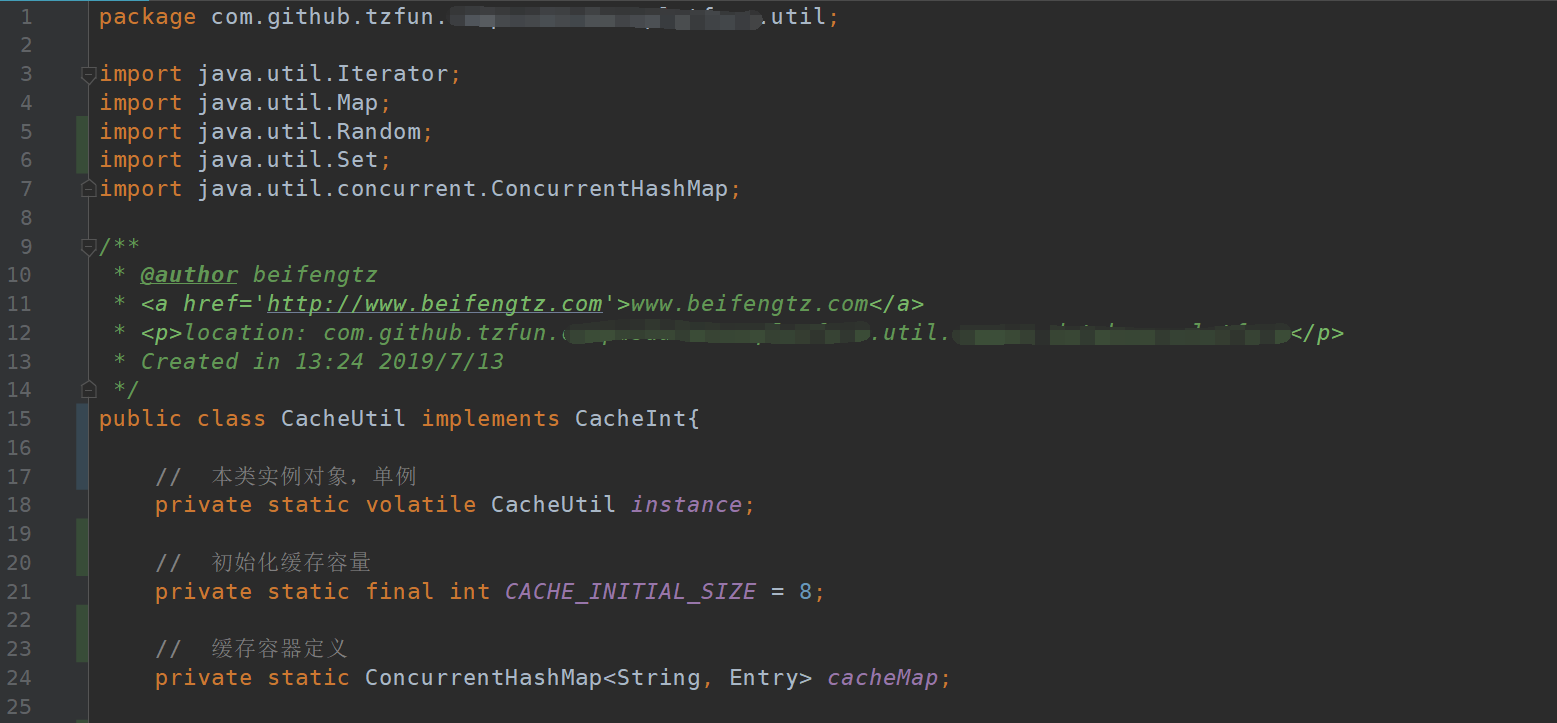 1 package com.github.tzfun. .util;
2
3 import java.util.Iterator;
4 import java.util.Map;
5 import java.util.Random;
6 import java.util.Set;
7 import java.util.concurrent.ConcurrentHashMap;
8
9 /**
10 * @author beifengtz
11 * <a href='http://www.beifengtz.com'>www.beifengtz.com</a>
12 * <p>location: com.github.tzfun. .util. </p>
13 * Created in 13:24 2019/7/13
14 */
15 public class CacheUtil implements CacheInt{
16
17 // 本类实例对象，单例
18 private static volatile CacheUtil instance;
19
20 // 初始化缓存容量
21 private static final int CACHE_INITIAL_SIZE = 8;
22
23 // 缓存容器定义
24 private static ConcurrentHashMap<String, Entry> cacheMap;
25